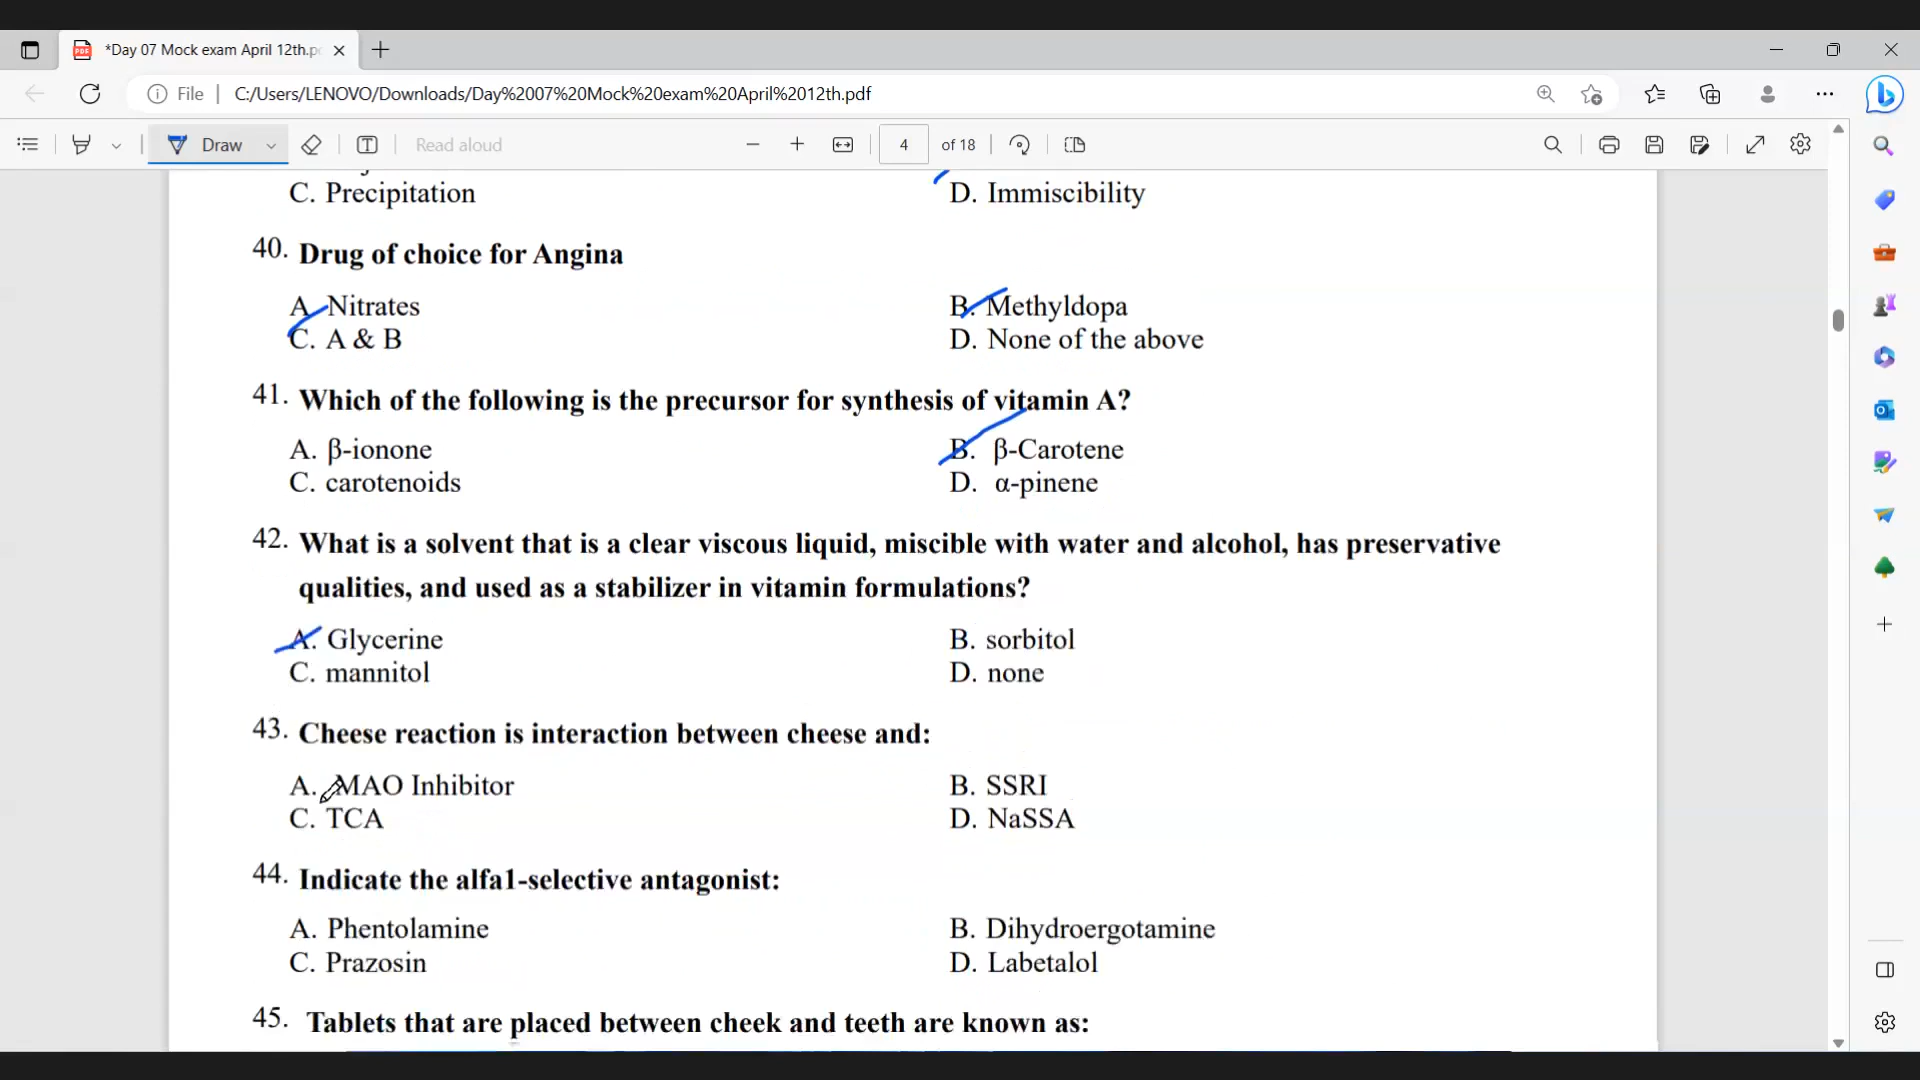 *Day 07 Mock exam April 12th.p
File
C:/Users/LENOVO/Downloads/Day%2007%20Mock%20exam%20April%2012th.pdf
Draw
Read aloud
4 of 18
C. Precipitation D. Immiscibility
40. Drug of choice for Angina
A. Nitrates B. Methyldopa
C. A & B D. None of the above
41. Which of the following is the precursor for synthesis of vitamin A?
A. β-ionone B. β-Carotene
C. carotenoids D. α-pinene
42. What is a solvent that is a clear viscous liquid, miscible with water and alcohol, has preservative
qualities, and used as a stabilizer in vitamin formulations?
A. Glycerine B. sorbitol
C. mannitol D. none
43. Cheese reaction is interaction between cheese and:
A. MAO Inhibitor B. SSRI
C. TCA D. NaSSA
44. Indicate the alfa1-selective antagonist:
A. Phentolamine B. Dihydroergotamine
C. Prazosin D. Labetalol
45. Tablets that are placed between cheek and teeth are known as: